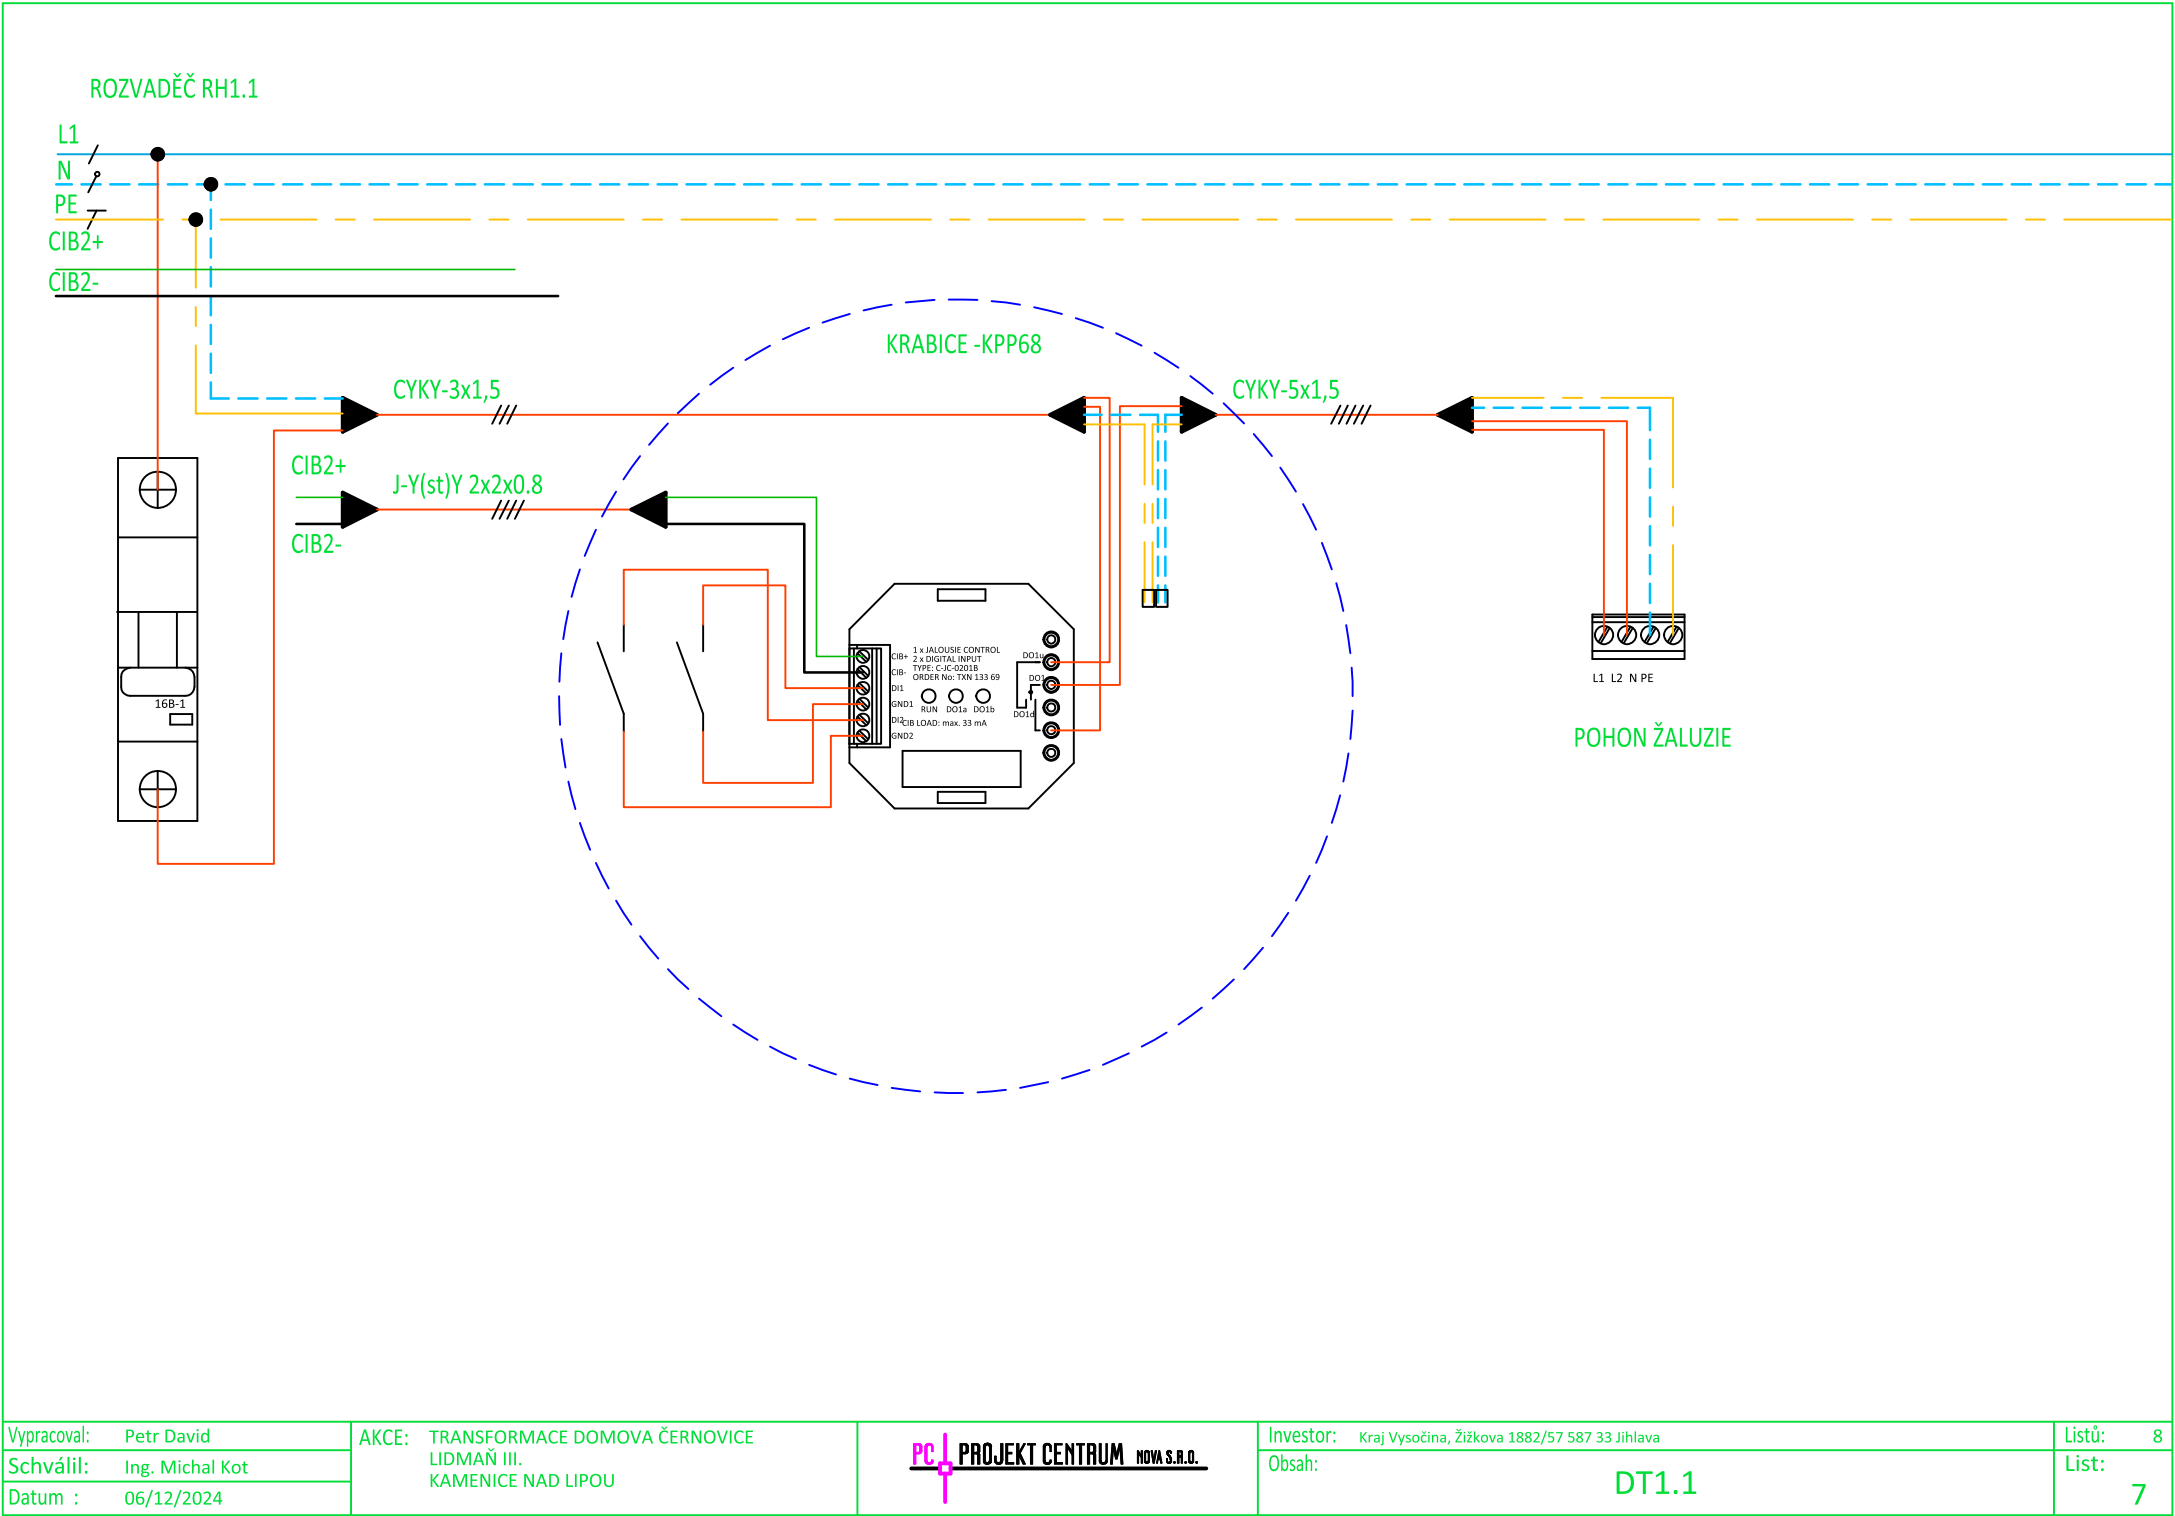 ROZVADĚČ RH1.1
L1
N
PE
CIB2+
CIB2-
KRABICE -KPP68
CYKY-3x1,5
CYKY-5x1,5
CIB2+
J-Y(st)Y 2x2x0.8
CIB2-
16B-1
CIB+
CIB-
DI1
GND1
DI2
GND2
1 x JALOUSIE CONTROL
2 x DIGITAL INPUT
TYPE: C-JC-0201B
ORDER No: TXN 133 69
RUN DO1a DO1b
CIB LOAD: max. 33 mA
DO1u
DO1
DO1d
L1 L2 N PE
POHON ŽALUZIE
Vypracoval: Petr David
Schválil: Ing. Michal Kot
Datum : 06/12/2024
AKCE: TRANSFORMACE DOMOVA ČERNOVICE
LIDMAŇ III.
KAMENICE NAD LIPOU
PC PROJEKT CENTRUM NOVA S.R.O.
Investor: Kraj Vysočina, Žižkova 1882/57 587 33 Jihlava
Obsah:
DT1.1
Listů: 8
List:
7